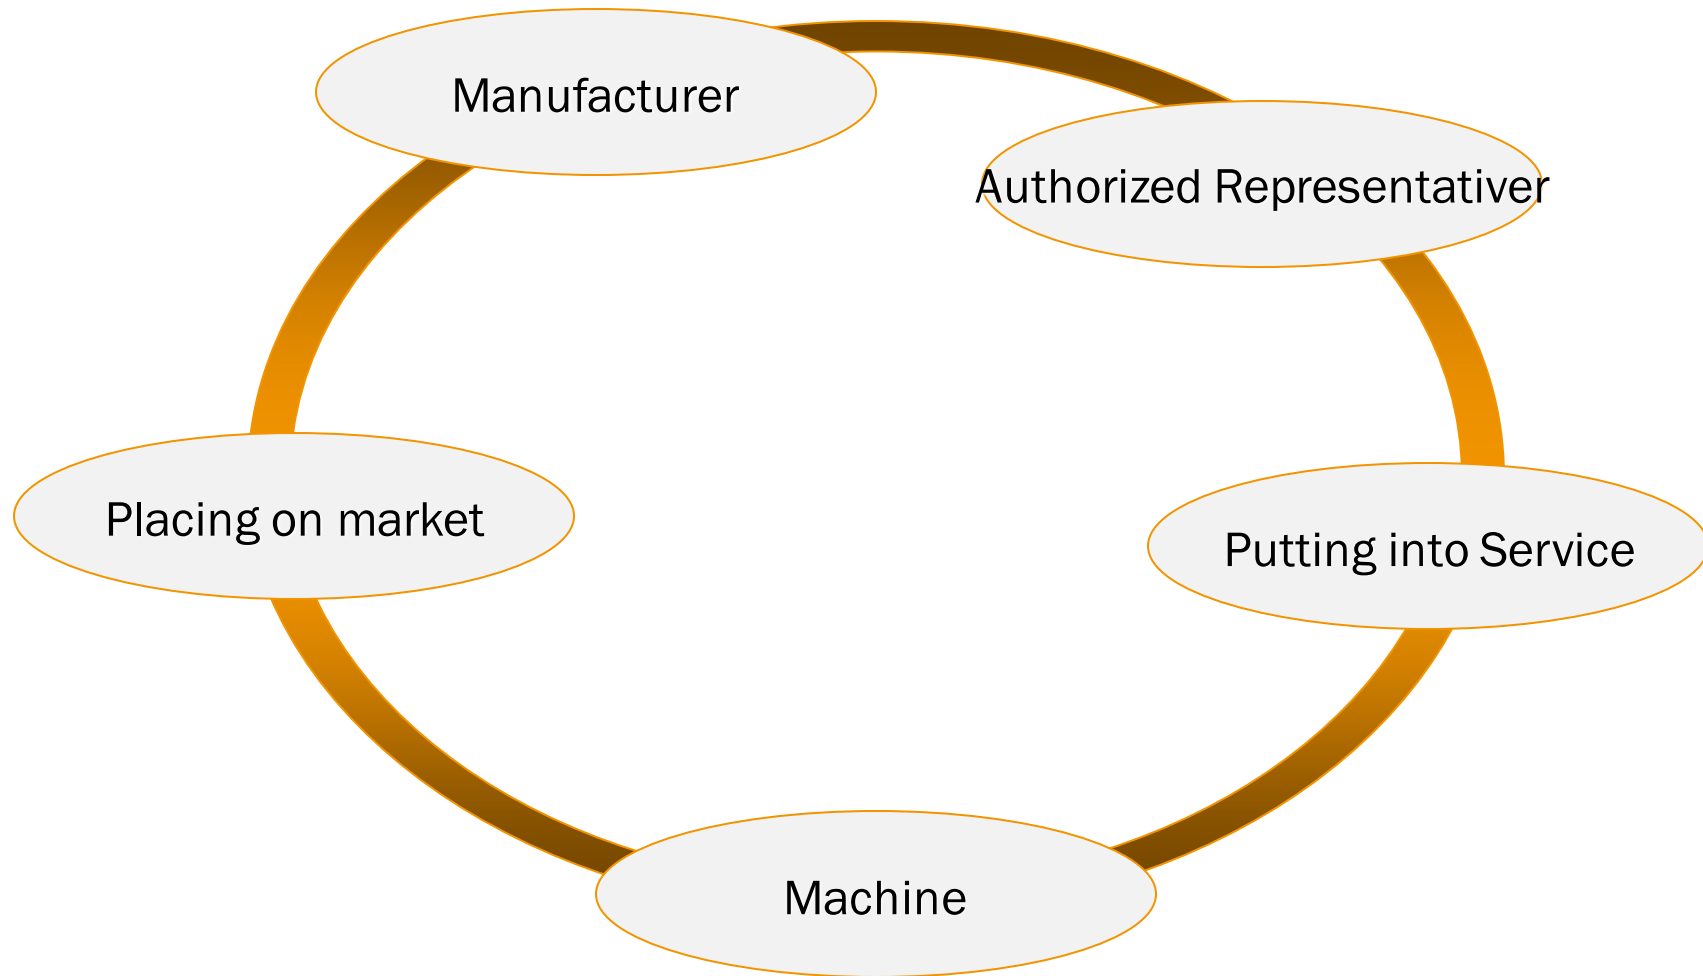 Manufacturer
Authorized Representativer
Placing on market
Putting into Service
Machine